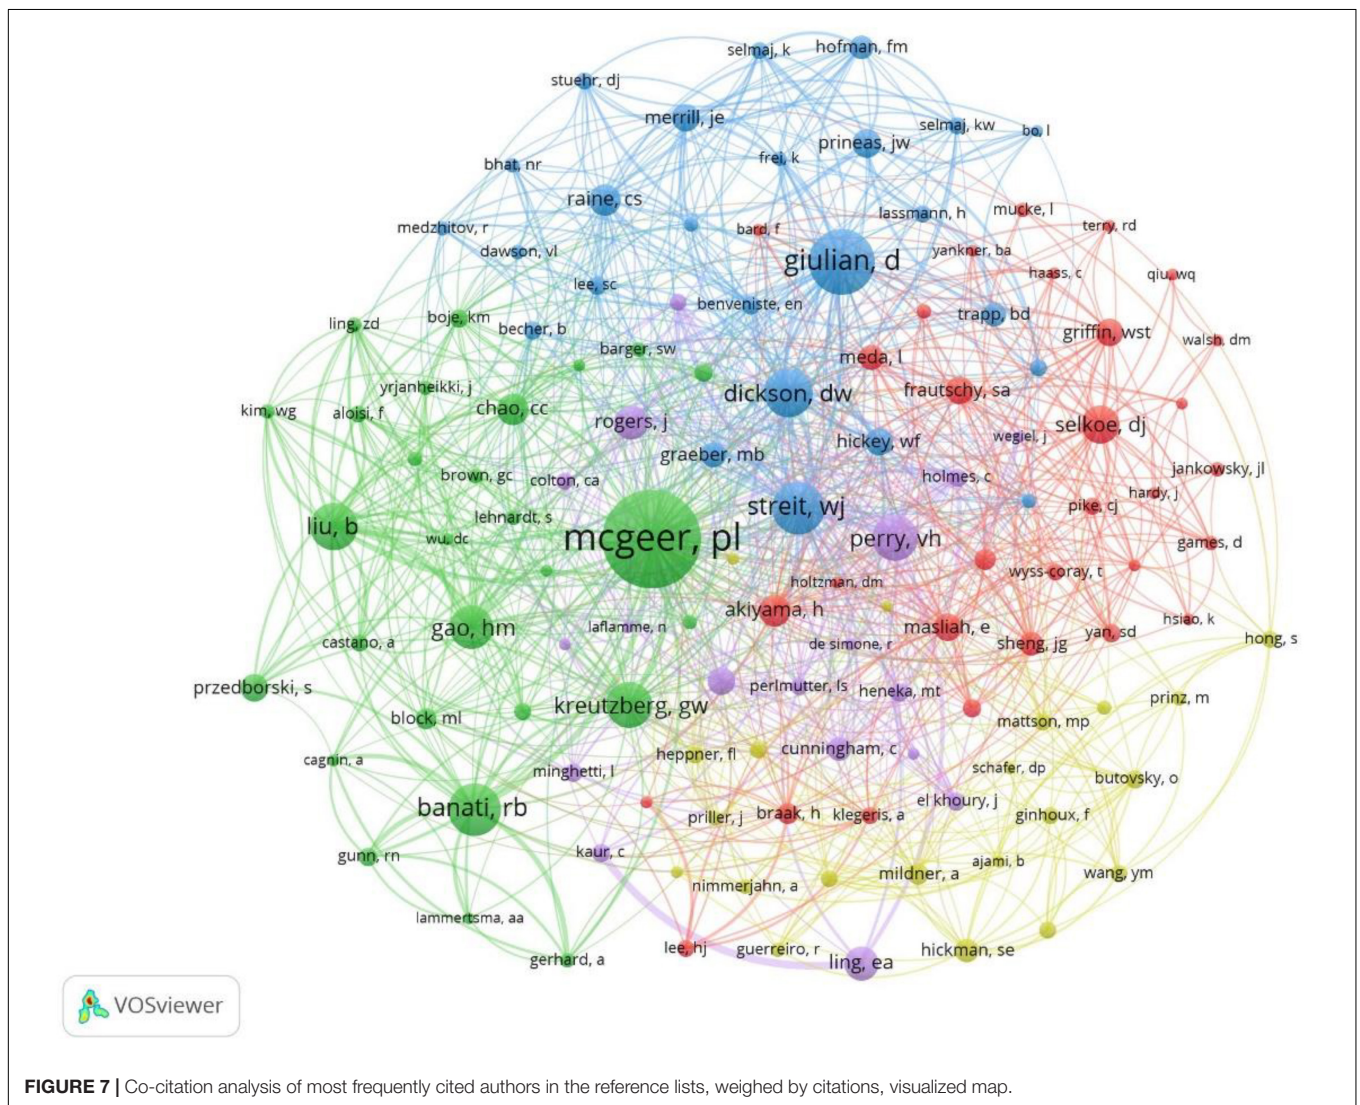 selmaj, k
hofman, fm
stuehr, dj
merrill, je
selmaj, kw
bo, l
prineas, jw
frei, k
bhat, nr
raine, cs
lassmann, h
mucke, l
medzhitov, r
bard, f
terry, rd
dawson, vl
yankner, ba
giulian, d
haass, c
qiu, wq
lee, sc
benveniste, en
trapp, bd
ling, zd
boje, km
becher, b
griffin, wst
walsh, dm
barger, sw
meda, l
yrjanheikki, j
dickson, dw
frautschy, sa
kim, wg
aloisi, f
chao, cc
rogers, j
selkoe, dj
hickey, wf
wegiel, j
graeber, mb
brown, gc
colton, ca
holmes, c
jankowsky, jl
hardy, j
streit, wj
pike, cj
lehnardt, s
liu, b
wu, dc
mcgeer, pl
perry, vh
games, d
holtzman, dm
wyss-coray, t
akiyama, h
hsiao, k
gao, hm
laflamme, n
masliah, e
yan, sd
hong, s
castano, a
de simone, r
sheng, jg
przedborski, s
perlmutter, ls
heneka, mt
prinz, m
kreutzberg, gw
block, ml
mattson, mp
heppner, fl
cunningham, c
cagnin, a
minghetti, l
schafer, dp
butovsky, o
banati, rb
el khoury, j
priller, j
braak, h
klegeris, a
ginhoux, f
gunn, rn
kaur, c
ajami, b
mildner, a
wang, ym
nimmerjahn, a
lammertsma, aa
lee, hj
guerreiro, r
hickman, se
gerhard, a
ling, ea
VOSviewer
FIGURE 7 | Co-citation analysis of most frequently cited authors in the reference lists, weighed by citations, visualized map.